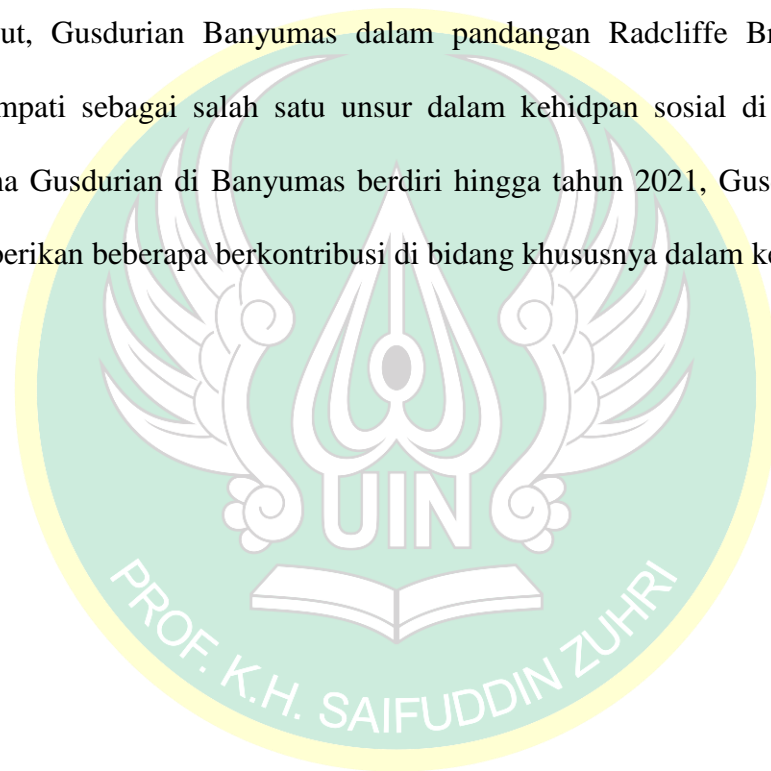 ut, Gusdurian Banyumas dalam pandangan Radcliffe Br
mpati sebagai salah satu unsur dalam kehidpan sosial di
na Gusdurian di Banyumas berdiri hingga tahun 2021, Gus
berikan beberapa berkontribusi di bidang khususnya dalam ke
UIN
PROF. K.H. SAIFUDDIN ZUHRI